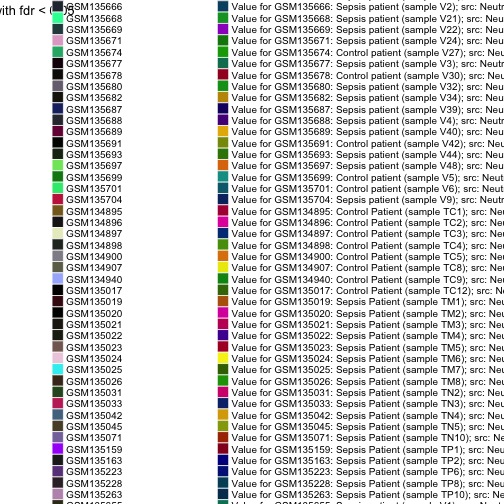 with fdr < 0.05
GSM135666 Value for GSM135666: Sepsis patient (sample V2); src: Neutr
GSM135668 Value for GSM135668: Sepsis patient (sample V21); src: Neu
GSM135669 Value for GSM135669: Sepsis patient (sample V22); src: Neu
GSM135671 Value for GSM135671: Sepsis patient (sample V24); src: Neu
GSM135674 Value for GSM135674: Control patient (sample V27); src: Neu
GSM135677 Value for GSM135677: Sepsis patient (sample V3); src: Neutr
GSM135678 Value for GSM135678: Control patient (sample V30); src: Neu
GSM135680 Value for GSM135680: Sepsis patient (sample V32); src: Neu
GSM135682 Value for GSM135682: Sepsis patient (sample V34); src: Neu
GSM135687 Value for GSM135687: Sepsis patient (sample V39); src: Neu
GSM135688 Value for GSM135688: Sepsis patient (sample V4); src: Neutr
GSM135689 Value for GSM135689: Sepsis patient (sample V40); src: Neu
GSM135691 Value for GSM135691: Control patient (sample V42); src: Neu
GSM135693 Value for GSM135693: Sepsis patient (sample V44); src: Neu
GSM135697 Value for GSM135697: Sepsis patient (sample V48); src: Neu
GSM135699 Value for GSM135699: Control patient (sample V5); src: Neut
GSM135701 Value for GSM135701: Control patient (sample V6); src: Neut
GSM135704 Value for GSM135704: Sepsis patient (sample V9); src: Neutr
GSM134895 Value for GSM134895: Control Patient (sample TC1); src: Neu
GSM134896 Value for GSM134896: Control Patient (sample TC2); src: Neu
GSM134897 Value for GSM134897: Control Patient (sample TC3); src: Neu
GSM134898 Value for GSM134898: Control Patient (sample TC4); src: Neu
GSM134900 Value for GSM134900: Control Patient (sample TC5); src: Neu
GSM134907 Value for GSM134907: Control Patient (sample TC8); src: Neu
GSM134940 Value for GSM134940: Control Patient (sample TC9); src: Neu
GSM135017 Value for GSM135017: Control Patient (sample TC12); src: N
GSM135019 Value for GSM135019: Sepsis Patient (sample TM1); src: Neu
GSM135020 Value for GSM135020: Sepsis Patient (sample TM2); src: Neu
GSM135021 Value for GSM135021: Sepsis Patient (sample TM3); src: Neu
GSM135022 Value for GSM135022: Sepsis Patient (sample TM4); src: Neu
GSM135023 Value for GSM135023: Sepsis Patient (sample TM5); src: Neu
GSM135024 Value for GSM135024: Sepsis Patient (sample TM6); src: Neu
GSM135025 Value for GSM135025: Sepsis Patient (sample TM7); src: Neu
GSM135026 Value for GSM135026: Sepsis Patient (sample TM8); src: Neu
GSM135031 Value for GSM135031: Sepsis Patient (sample TN2); src: Neu
GSM135033 Value for GSM135033: Sepsis Patient (sample TN3); src: Neu
GSM135042 Value for GSM135042: Sepsis Patient (sample TN4); src: Neu
GSM135045 Value for GSM135045: Sepsis Patient (sample TN5); src: Neu
GSM135071 Value for GSM135071: Sepsis Patient (sample TN10); src: Ne
GSM135159 Value for GSM135159: Sepsis Patient (sample TP1); src: Neu
GSM135163 Value for GSM135163: Sepsis Patient (sample TP2); src: Neu
GSM135223 Value for GSM135223: Sepsis Patient (sample TP6); src: Neu
GSM135228 Value for GSM135228: Sepsis Patient (sample TP8); src: Neu
GSM135263 Value for GSM135263: Sepsis Patient (sample TP10); src: Ne